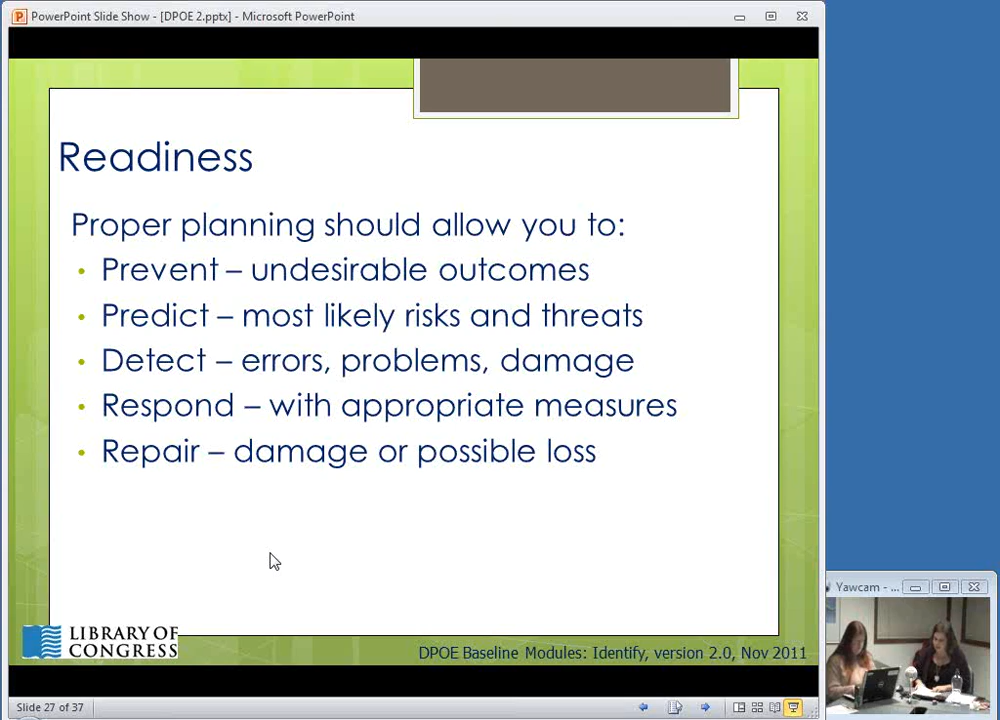 PowerPoint Slide Show - [DPOE 2.pptx] - Microsoft PowerPoint
Readiness
Proper planning should allow you to:
• Prevent – undesirable outcomes
• Predict – most likely risks and threats
• Detect – errors, problems, damage
• Respond – with appropriate measures
• Repair – damage or possible loss
LIBRARY OF
CONGRESS
DPOE Baseline Modules: Identify, version 2.0, Nov 2011
Yawcam - ...
Slide 27 of 37